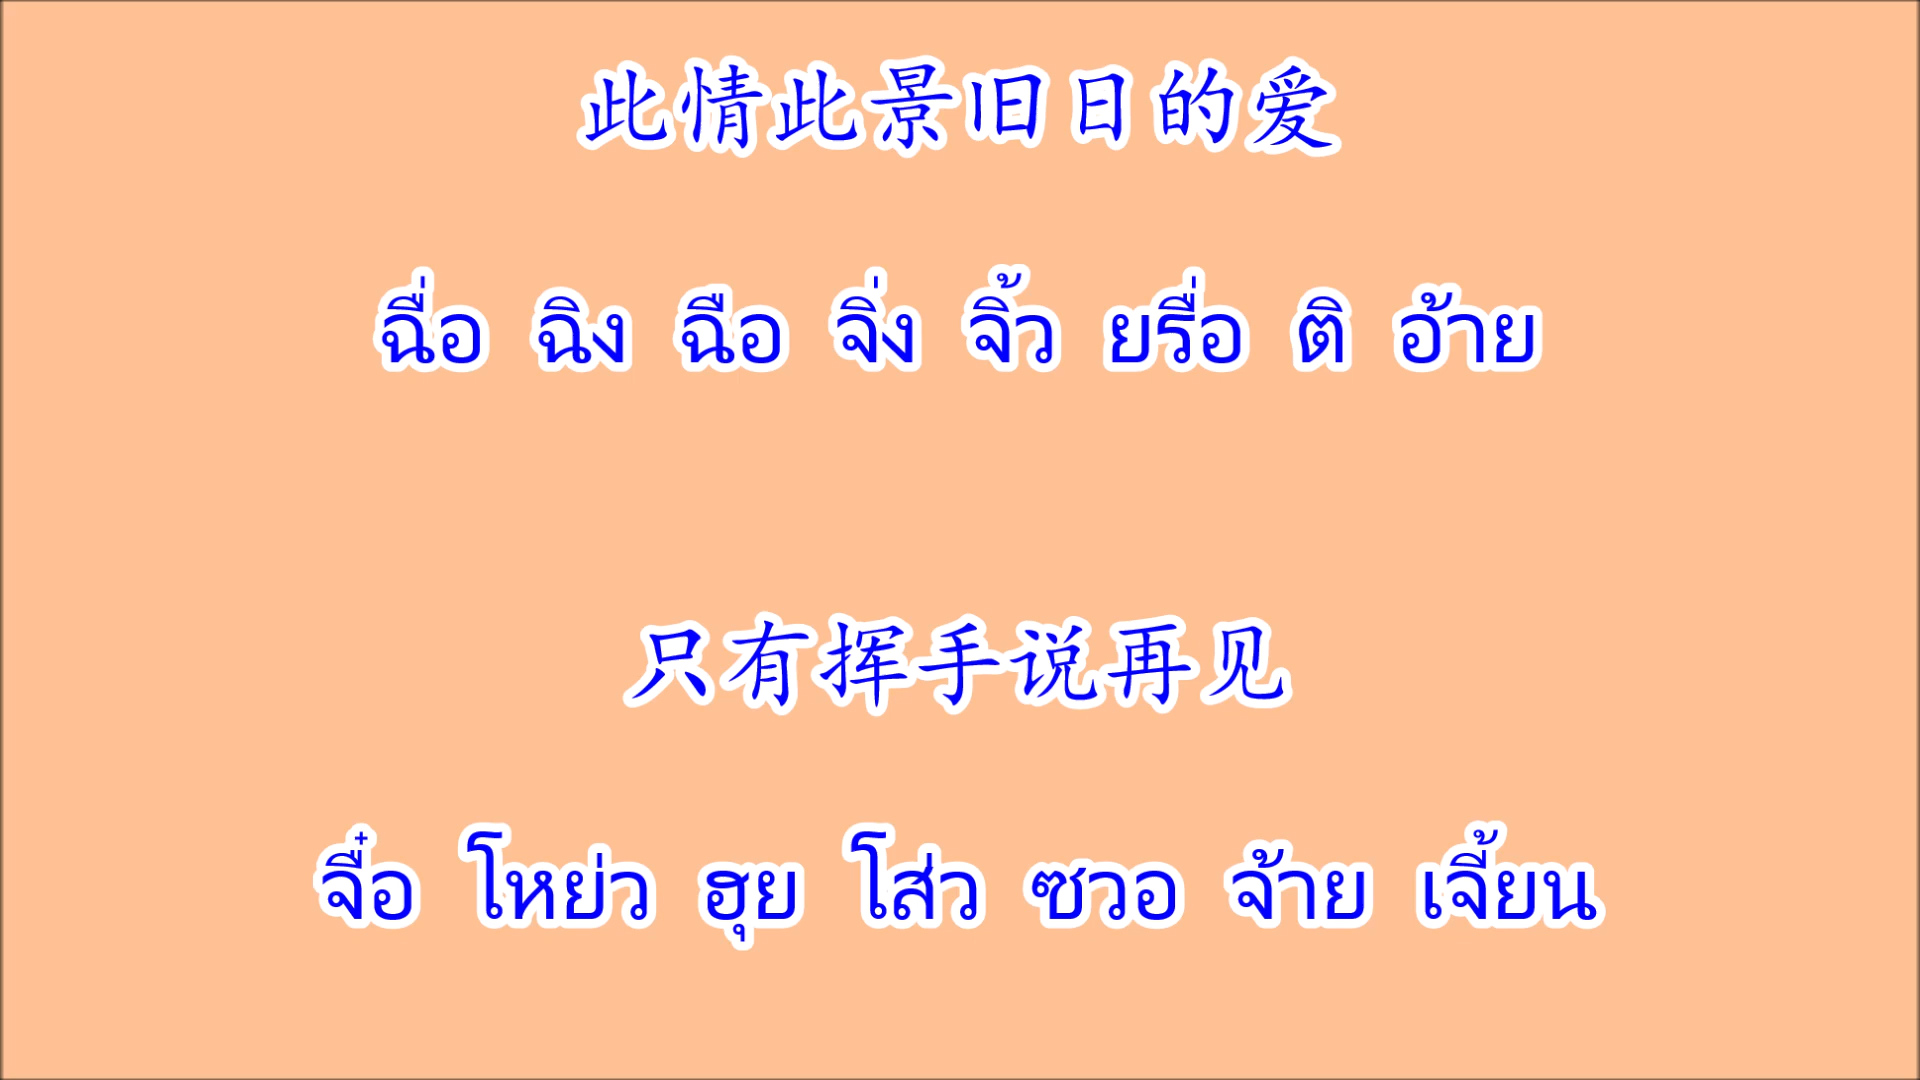 此情此景旧日的爱
ฉื่อ ฉิง ฉือ จิ่ง จิ้ว ยรื่อ ติ อ้าย
只有挥手说再见
จื๋อ โหย่ว ฮุย โส่ว ซวอ จ้าย เจี้ยน